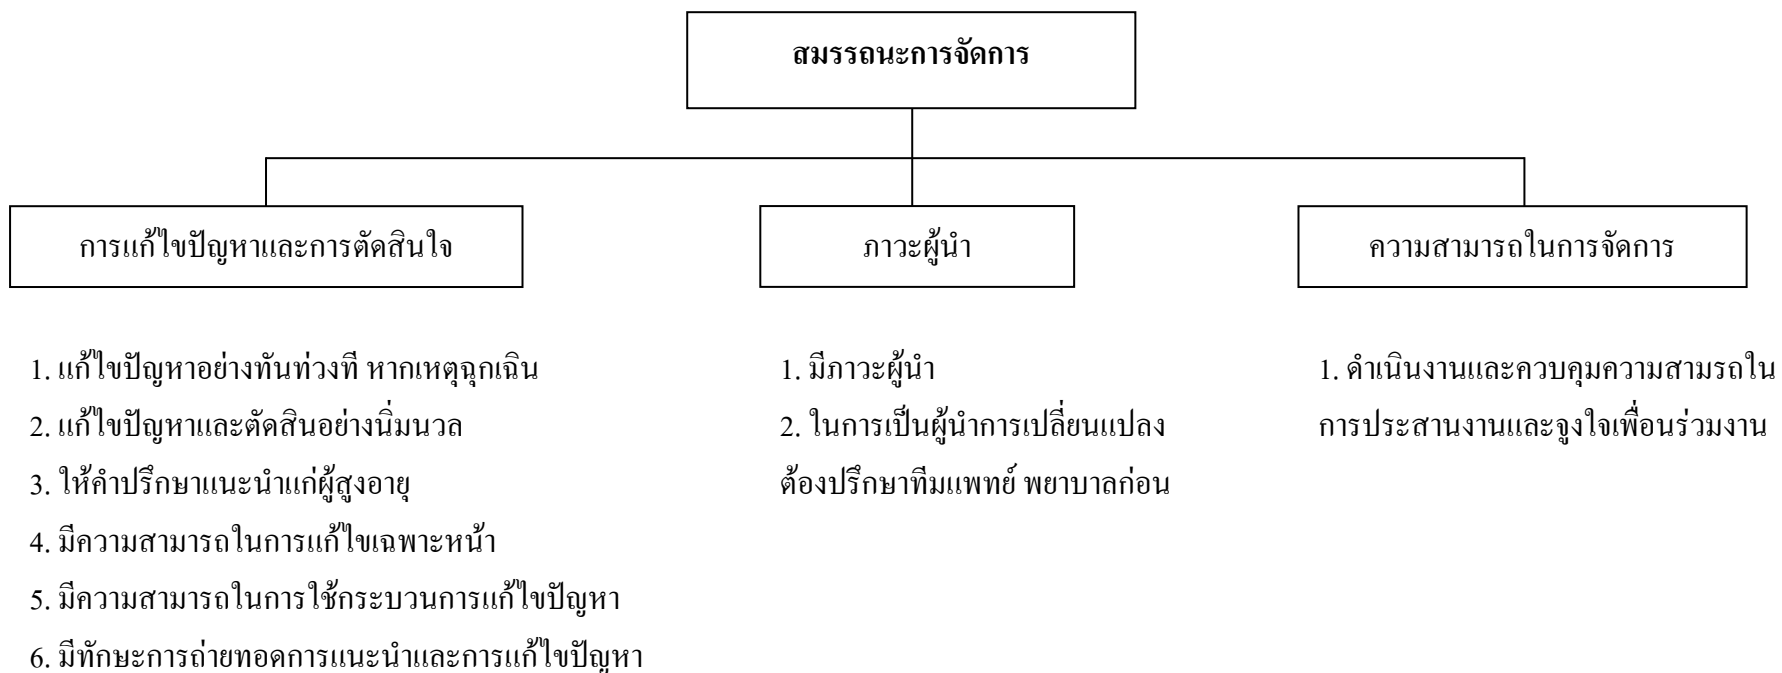 สมรรถนะการจัดการ
การแก้ไขปัญหาและการตัดสินใจ
ภาวะผู้นำ
ความสามารถในการจัดการ
1. แก้ไขปัญหาอย่างทันท่วงที หากเหตุฉุกเฉิน
2. แก้ไขปัญหาและตัดสินอย่างนิ่มนวล
3. ให้คำปรึกษาแนะนำแก่ผู้สูงอายุ
4. มีความสามารถในการแก้ไขเฉพาะหน้า
5. มีความสามารถในการใช้กระบวนการแก้ไขปัญหา
6. มีทักษะการถ่ายทอดการแนะนำและการแก้ไขปัญหา
1. มีภาวะผู้นำ
2. ในการเป็นผู้นำการเปลี่ยนแปลง
ต้องปรึกษาทีมแพทย์ พยาบาลก่อน
1. ดำเนินงานและควบคุมความสามรถใน
การประสานงานและจูงใจเพื่อนร่วมงาน